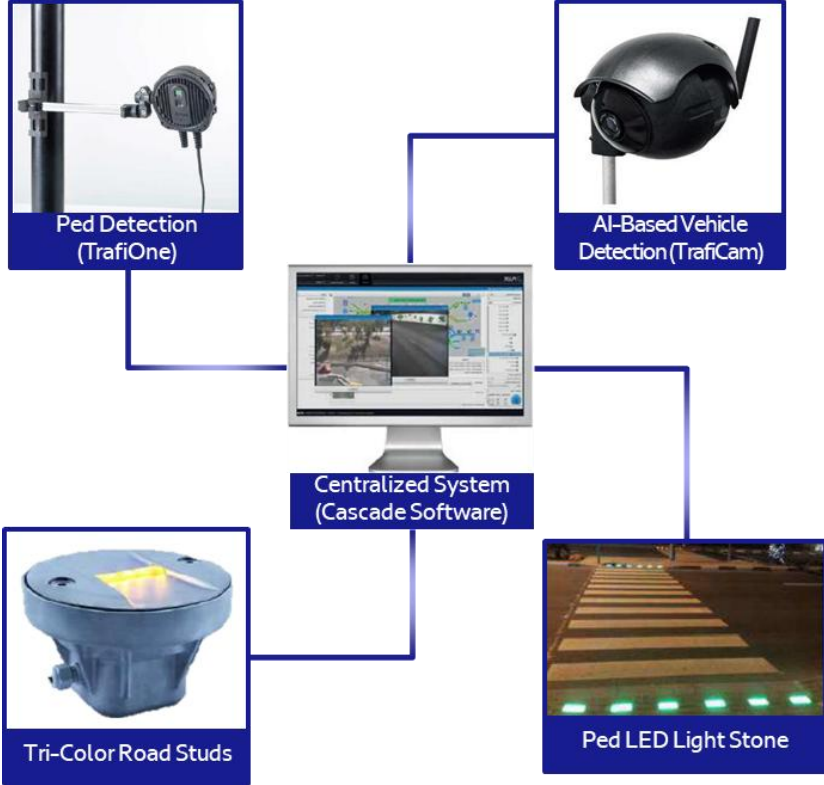 Ped Detection
(TrafiOne)
AI-Based Vehicle
Detection (TrafiCam)
Centralized System
(Cascade Software)
Tri-Color Road Studs
Ped LED Light Stone